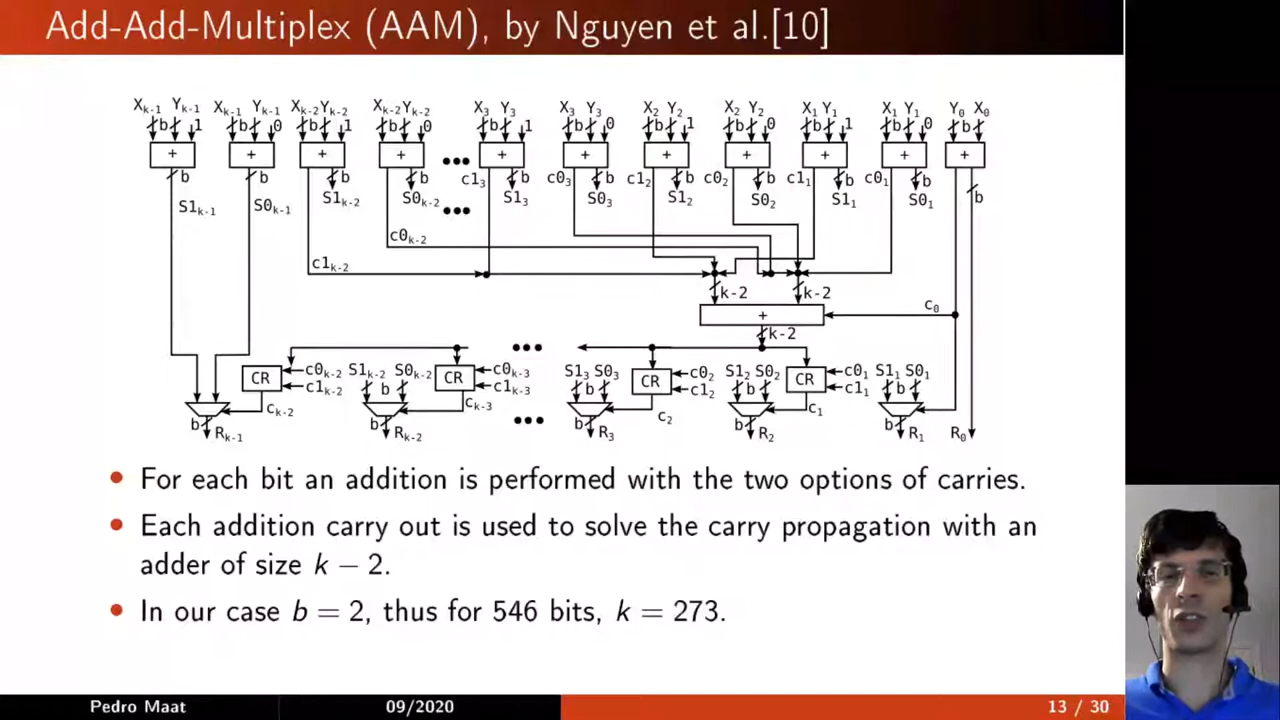 Add-Add-Multiplex (AAM), by Nguyen et al.[10]
Xk-1 Yk-1 Xk-1 Yk-1 Xk-2 Yk-2 Xk-2 Yk-2 X3 Y3 X3 Y3 X2 Y2 X2 Y2 X1 Y1 X1 Y1 Y0 X0
b 1 b 0 b 1 b 0 b 1 b 0 b 1 b 0 b 1 b 0 b
+ + + + ••• + + + + + + +
b b b b c13 b c03 b c12 b c02 b c11 b c01 b b
S1k-1 S0k-1 S1k-2 S0k-2 ••• S13 S03 S12 S02 S11 S01
c0k-2
c1k-2
k-2 k-2
+ c0
k-2
•••
CR c0k-2 S1k-2 S0k-2 CR c0k-3 S13 S03 CR c02 S12 S02 CR c01 S11 S01
c1k-2 b c1k-3 b c12 b c11 b
ck-2 ck-3 c2 c1
b Rk-1 b Rk-2 ••• b R3 b R2 b R1 R0
• For each bit an addition is performed with the two options of carries.
• Each addition carry out is used to solve the carry propagation with an
adder of size k − 2.
• In our case b = 2, thus for 546 bits, k = 273.
Pedro Maat 09/2020 13 / 30